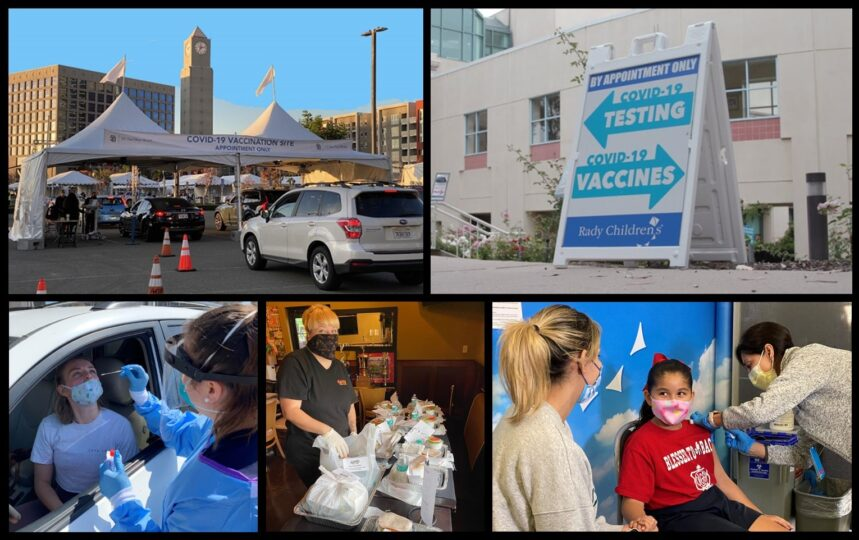 COVID-19 VACCINATION SITE
APPOINTMENT ONLY
BY APPOINTMENT ONLY
COVID-19
TESTING
COVID-19
VACCINES
Rady Children's